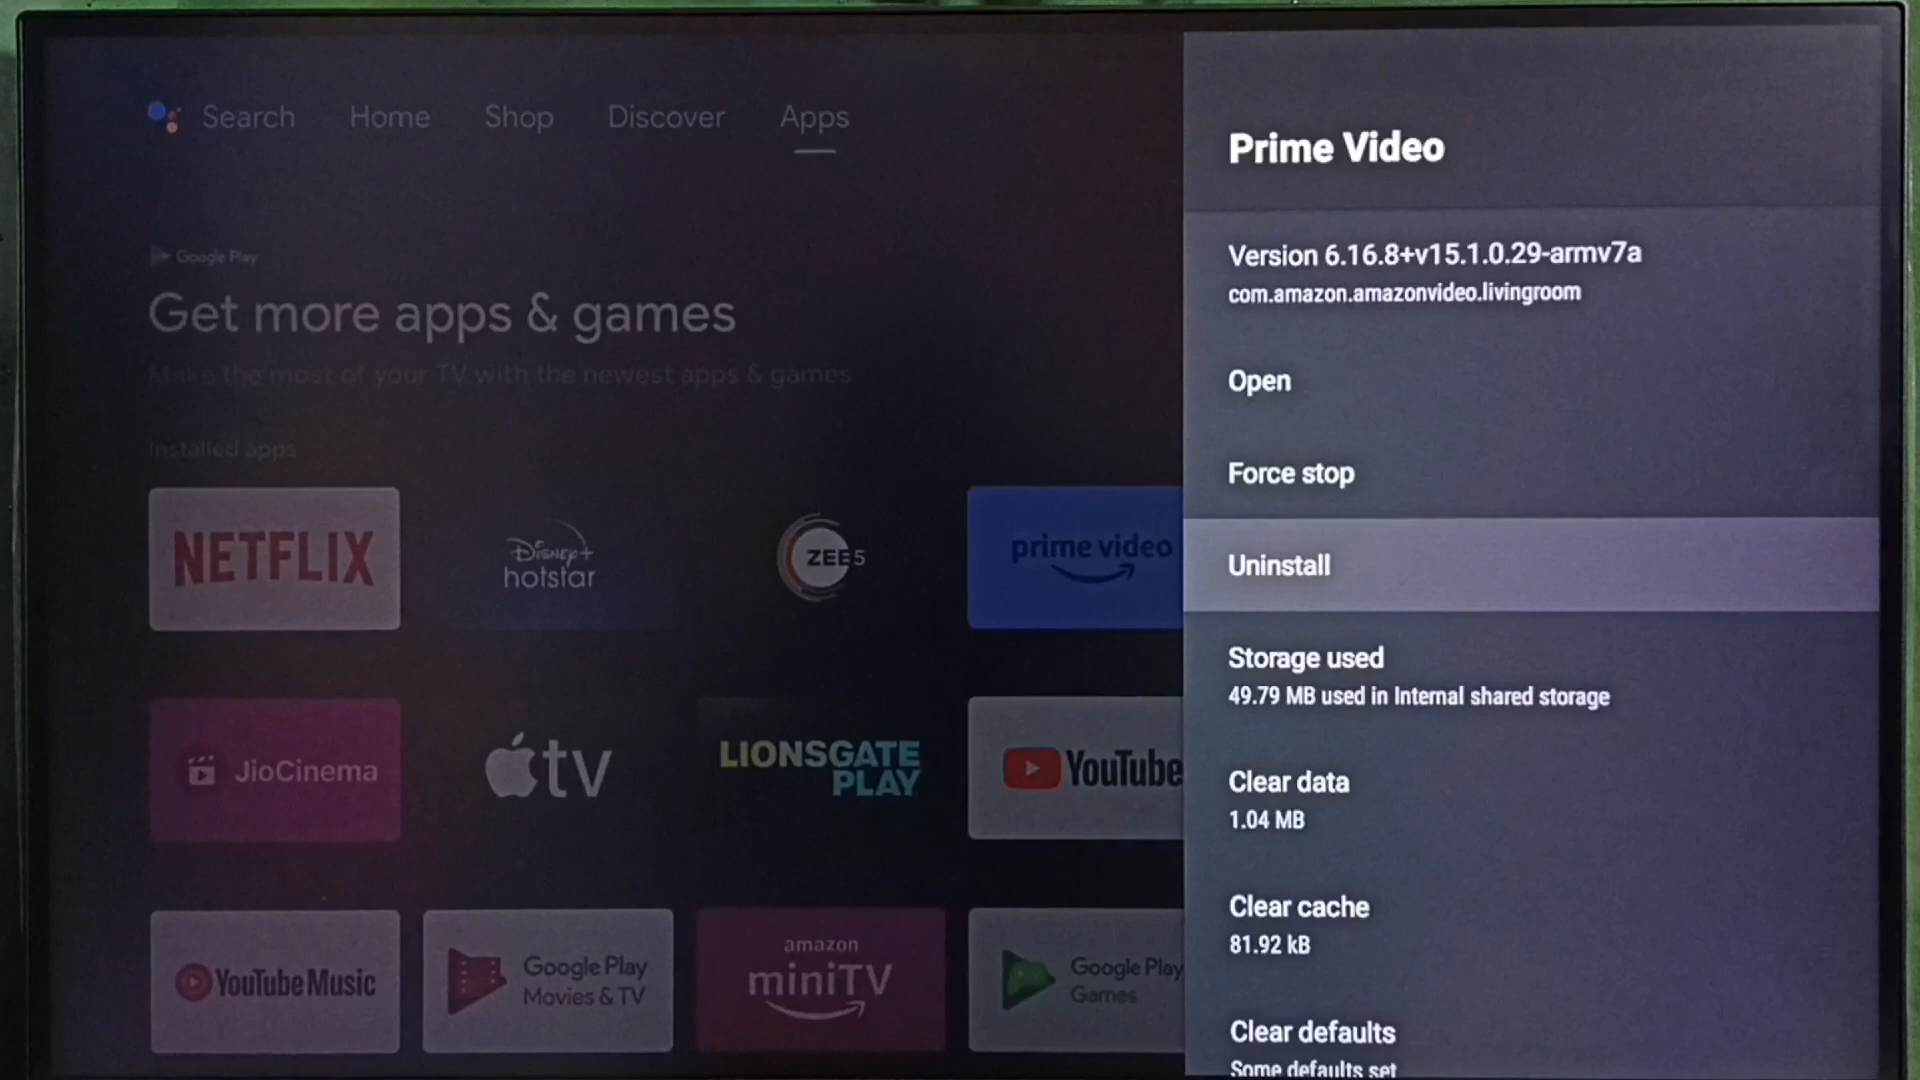 Search Home Shop Discover Apps
Google Play
Get more apps & games
Make the most of your TV with the newest apps & games
Installed apps
NETFLIX
Disney+
hotstar
ZEE5
prime video
JioCinema
tv
LIONSGATE
PLAY
YouTube
YouTube Music
Google Play
Movies & TV
amazon
miniTV
Google Play
Games
Prime Video
Version 6.16.8+v15.1.0.29-armv7a
com.amazon.amazonvideo.livingroom
Open
Force stop
Uninstall
Storage used
49.79 MB used in Internal shared storage
Clear data
1.04 MB
Clear cache
81.92 kB
Clear defaults
Some defaults set